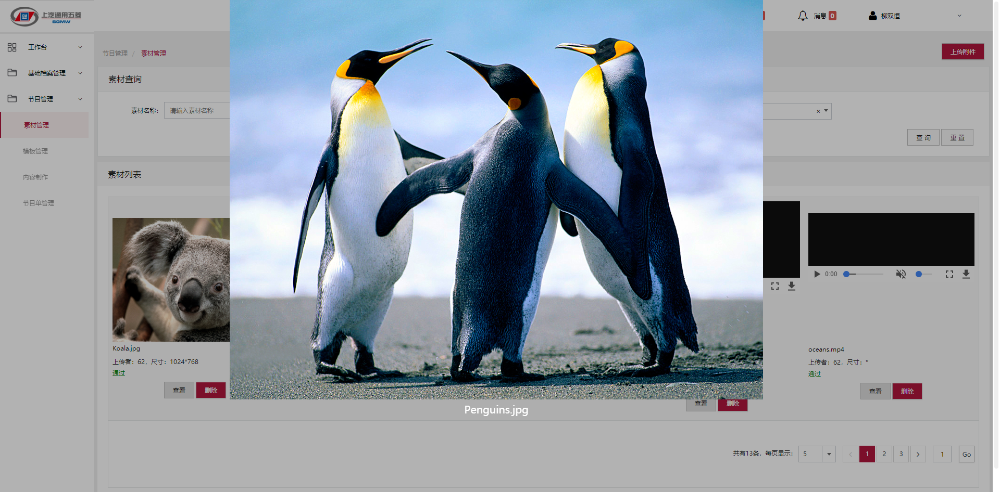 上汽通用五菱
SGMW
GM
消息 0
柳双恒
工作台
基础档案管理
节目管理
素材管理
模板管理
内容制作
节目单管理
节目管理 / 素材管理
上传附件
素材查询
素材名称：
请输入素材名称
× 
查 询
重 置
素材列表
0:00
Koala.jpg
上传者：62，尺寸：1024*768
通过
查看
删除
Penguins.jpg
查看
删除
oceans.mp4
上传者：62，尺寸：*
通过
查看
删除
共有13条，每页显示：
5
< 1 2 3 >
1
Go